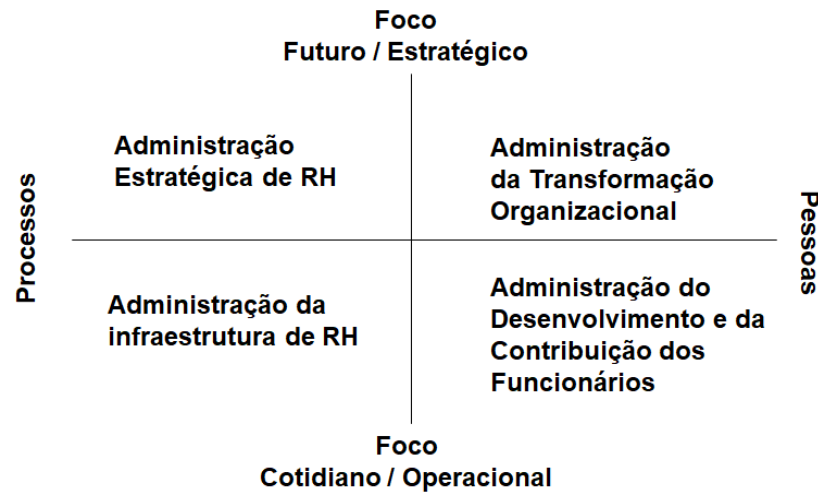 Foco
Futuro / Estratégico
Administração
Estratégica de RH
Administração
da Transformação
Organizacional
Processos
Pessoas
Administração da
infraestrutura de RH
Administração do
Desenvolvimento e da
Contribuição dos
Funcionários
Foco
Cotidiano / Operacional